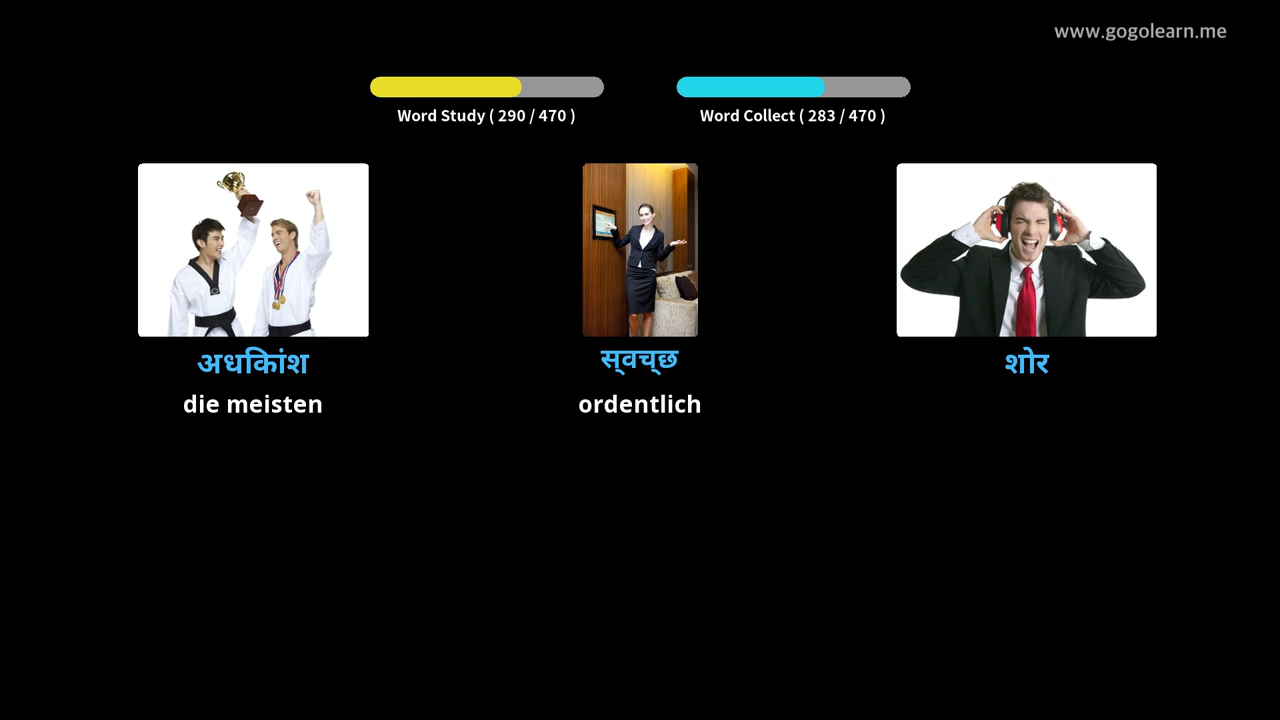 www.gogolearn.me
Word Study ( 290 / 470 )
Word Collect ( 283 / 470 )
अधिकांश
स्वच्छ
शोर
die meisten
ordentlich